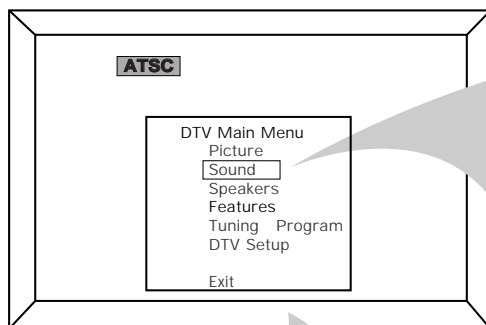 ATSC
DTV Main Menu
Picture
Sound
Speakers
Features
Tuning Program
DTV Setup
Exit